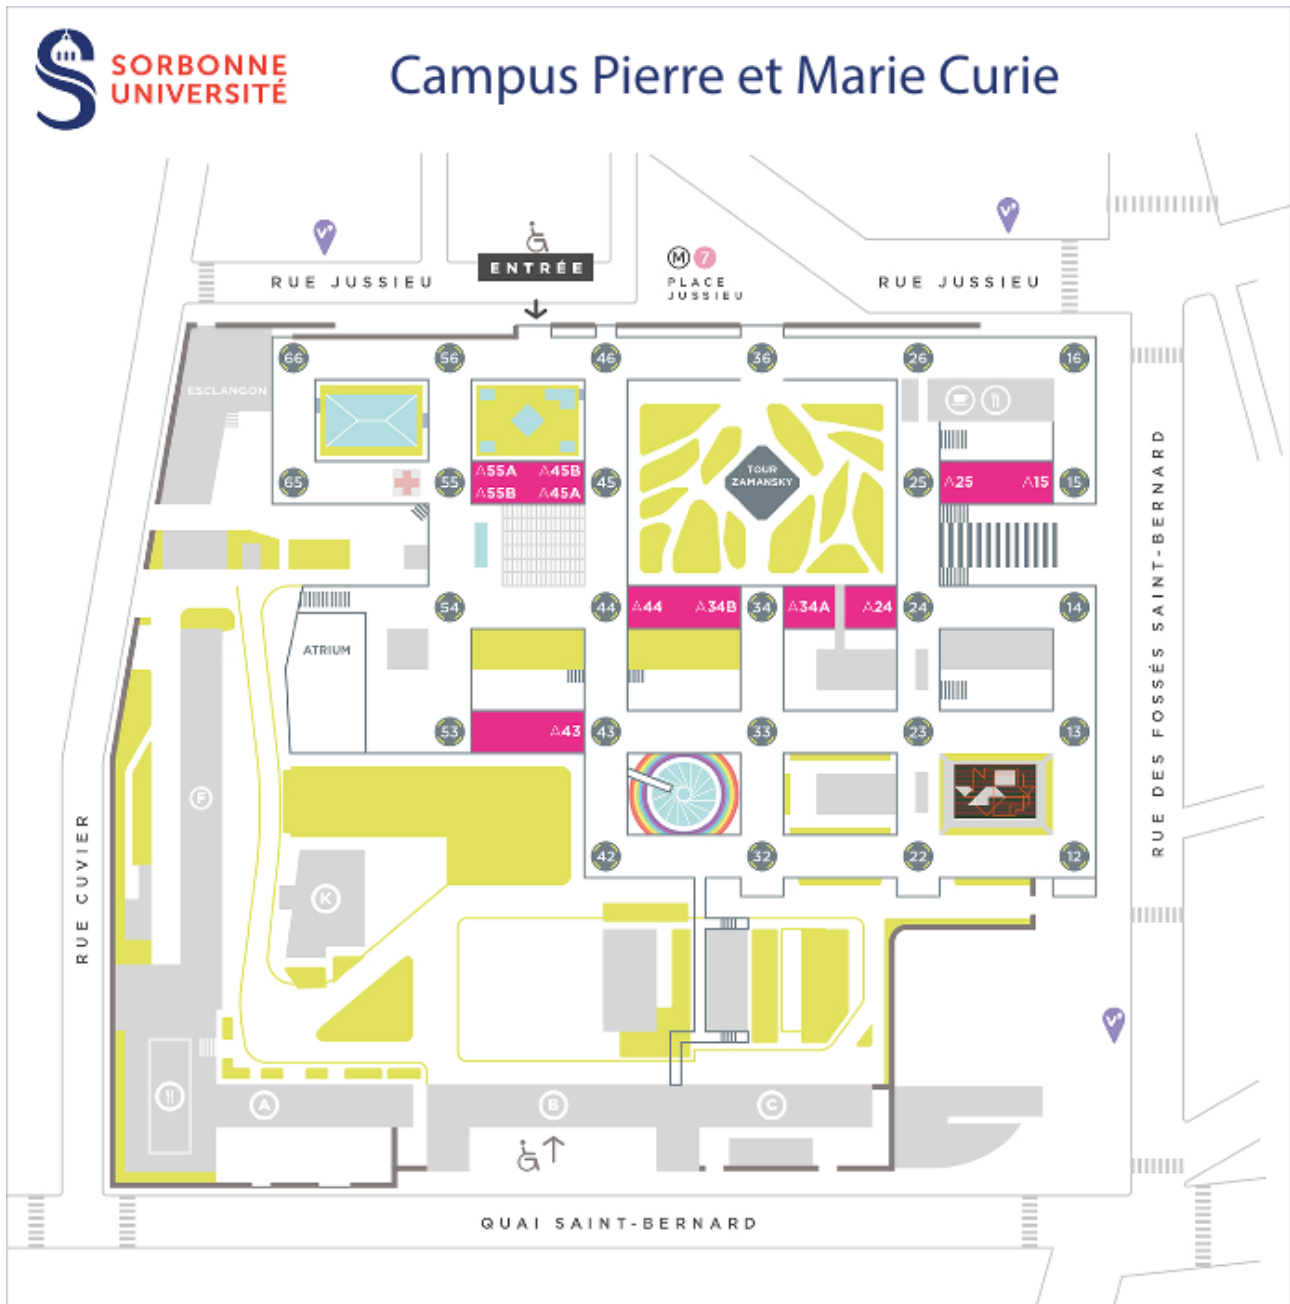 SORBONNE
UNIVERSITÉ
Campus Pierre et Marie Curie
ENTRÉE
M 7
PLACE
JUSSIEU
RUE JUSSIEU
RUE JUSSIEU
66 56 46 36 26 16
ESCLANGON
TOUR
ZAMANSKY
A55A A45B
A55B A45A
65 55 45 25 A25 A15 15
54 44 A44 A34B 34 A34A A24 24 14
ATRIUM
53 A43 43 33 23 13
F
42 32 22 12
K
A B C
RUE CUVIER
RUE DES FOSSÉS SAINT-BERNARD
QUAI SAINT-BERNARD